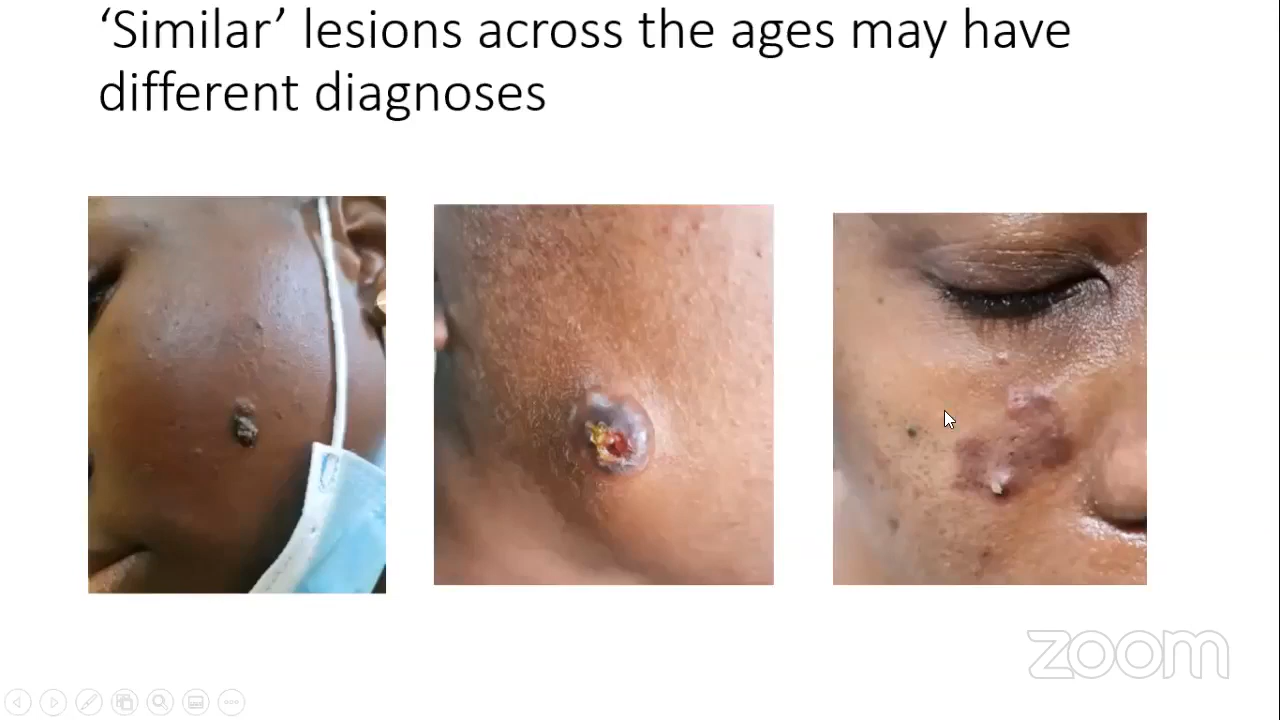 ‘Similar’ lesions across the ages may have
different diagnoses
zoom